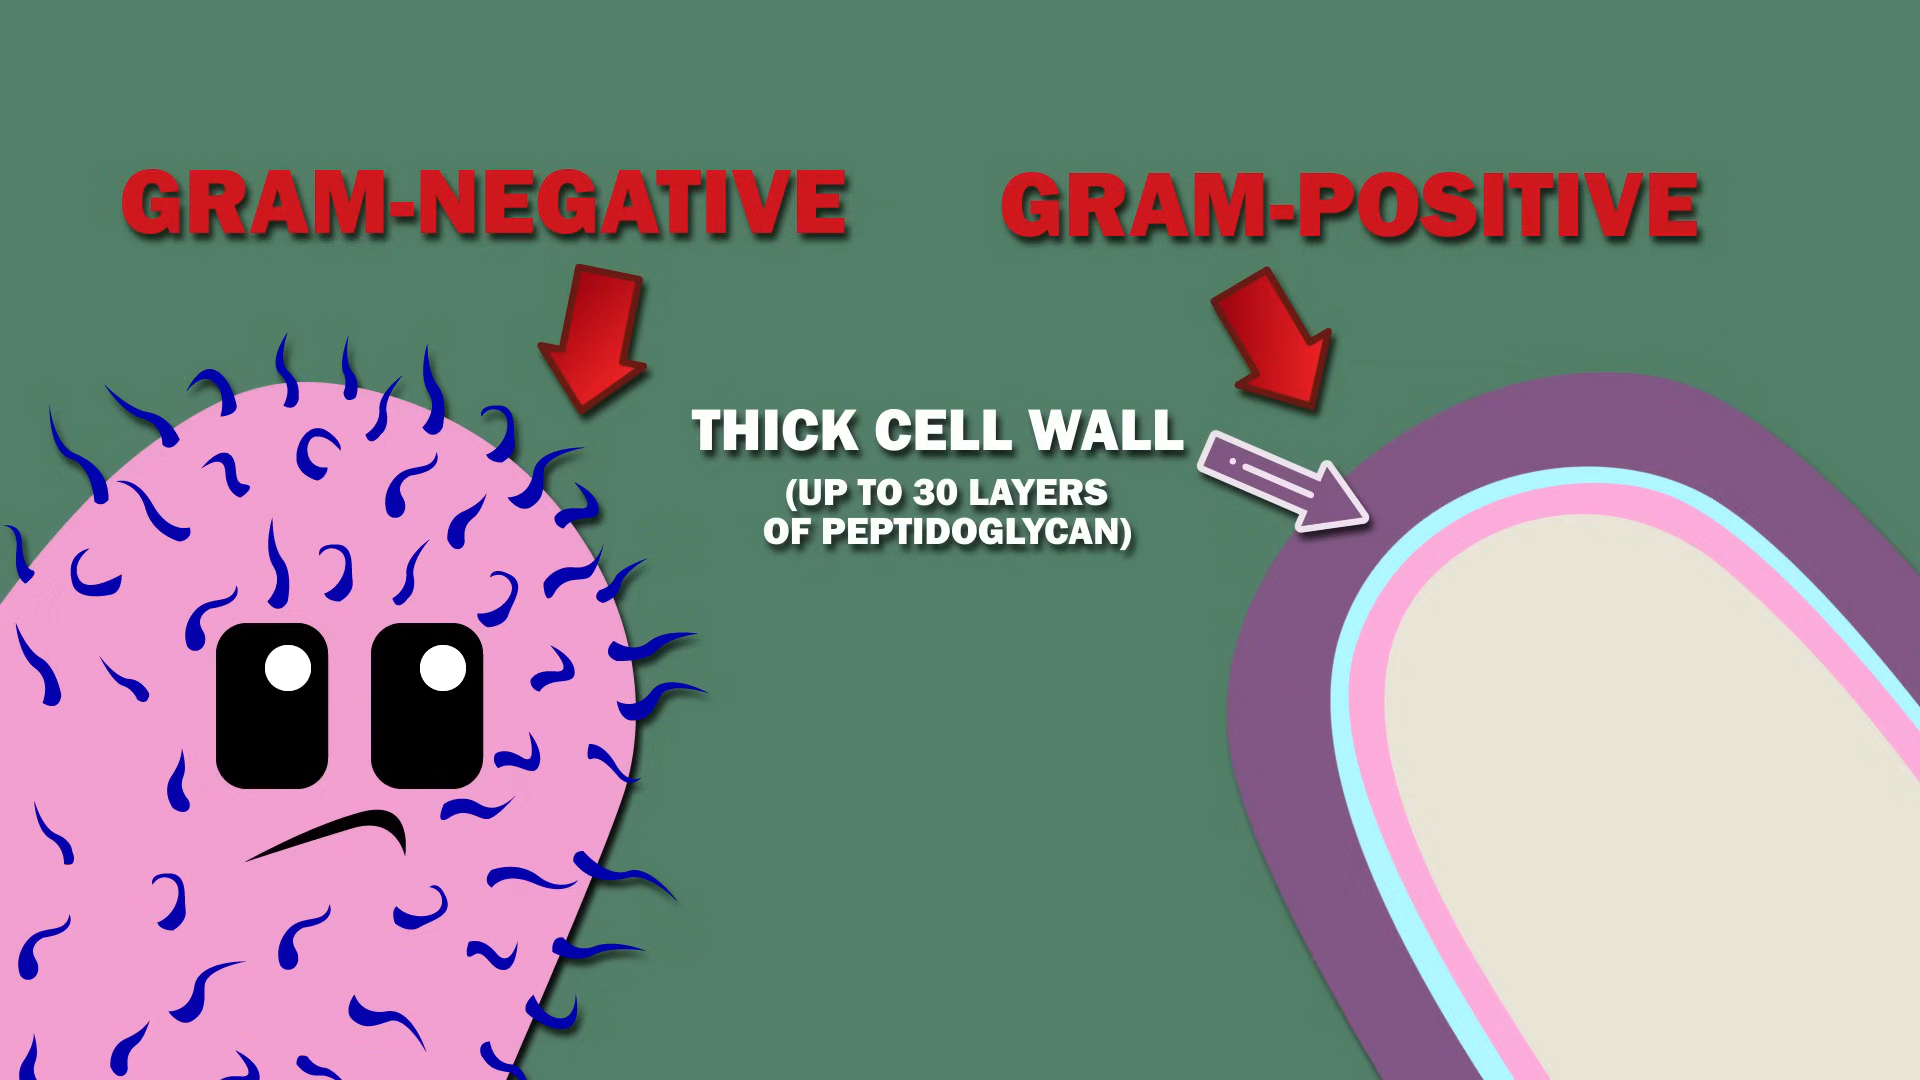 GRAM-NEGATIVE
GRAM-POSITIVE
THICK CELL WALL
(UP TO 30 LAYERS
OF PEPTIDOGLYCAN)